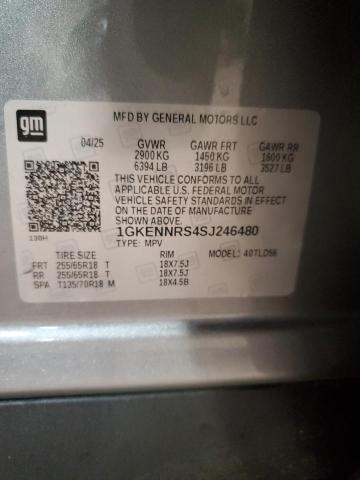 gm
MFD BY GENERAL MOTORS LLC
04/25 GVWR GAWR FRT GAWR RR
2900 KG 1450 KG 1600 KG
6394 LB 3196 LB 3527 LB
THIS VEHICLE CONFORMS TO ALL
APPLICABLE U.S. FEDERAL MOTOR
VEHICLE SAFETY STANDARDS IN EFFECT
ON THE DATE OF MANUFACTURE
SHOWN ABOVE.
1GKENNRS4SJ246480
TYPE: MPV
138H
TIRE SIZE RIM MODEL: 40TLD56
FRT 255/65R18 T 18X7.5J
RR 255/65R18 T 18X7.5J
SPA T135/70R18 M 18X4.5B